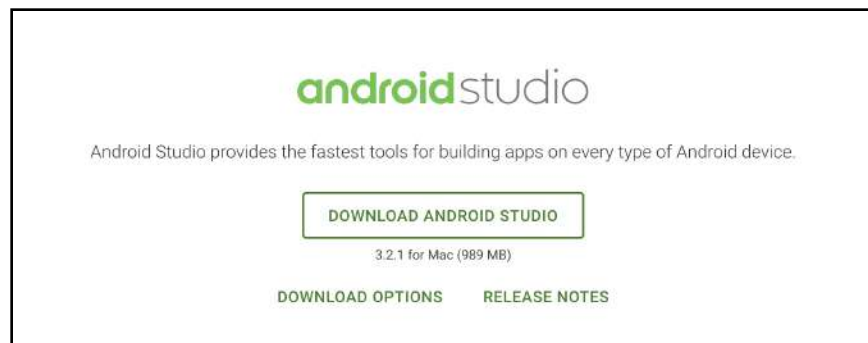 androidstudio
Android Studio provides the fastest tools for building apps on every type of Android device.
DOWNLOAD ANDROID STUDIO
3.2.1 for Mac (989 MB)
DOWNLOAD OPTIONS RELEASE NOTES